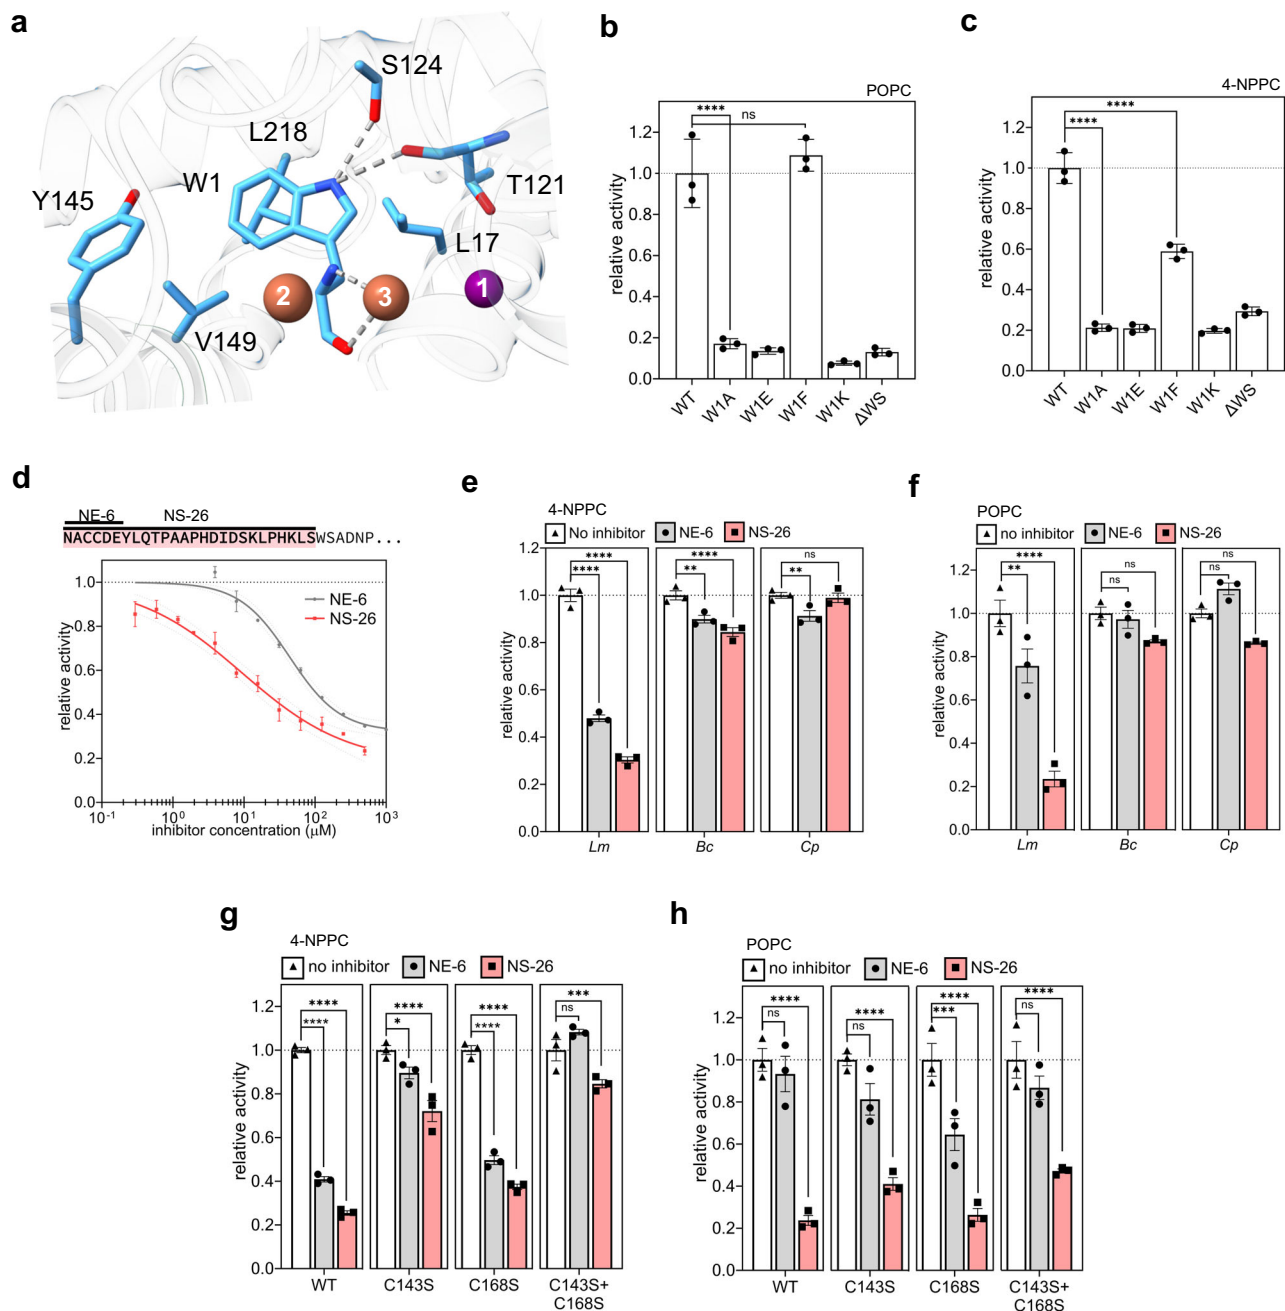 a
S124
L218
W1
T121
Y145
L17
V149
2
3
1
b
POPC
**** ns
relative activity
1.2
1.0
0.8
0.6
0.4
0.2
0.0
WT W1A W1E W1F W1K ΔWS
c
4-NPPC
****
****
relative activity
1.2
1.0
0.8
0.6
0.4
0.2
0.0
WT W1A W1E W1F W1K ΔWS
d
NE-6 NS-26
NACCDEYLQTPAAPHDIDSKLPHKLSWSADNP...
relative activity
1.0
0.8
0.6
0.4
0.2
0.0
NE-6
NS-26
10⁻¹ 10⁰ 10¹ 10² 10³
inhibitor concentration (μM)
e
4-NPPC
No inhibitor NE-6 NS-26
relative activity
1.2
1.0
0.8
0.6
0.4
0.2
0.0
**** **** ns
**** ** **
Lm Bc Cp
f
POPC
No inhibitor NE-6 NS-26
relative activity
1.2
1.0
0.8
0.6
0.4
0.2
0.0
**** ns ns
** ns ns
Lm Bc Cp
g
4-NPPC
no inhibitor NE-6 NS-26
relative activity
1.2
1.0
0.8
0.6
0.4
0.2
0.0
**** **** **** ***
**** * **** ns
WT C143S C168S C143S+
C168S
h
POPC
no inhibitor NE-6 NS-26
relative activity
1.2
1.0
0.8
0.6
0.4
0.2
0.0
**** **** **** ****
ns ns *** ns
WT C143S C168S C143S+
C168S